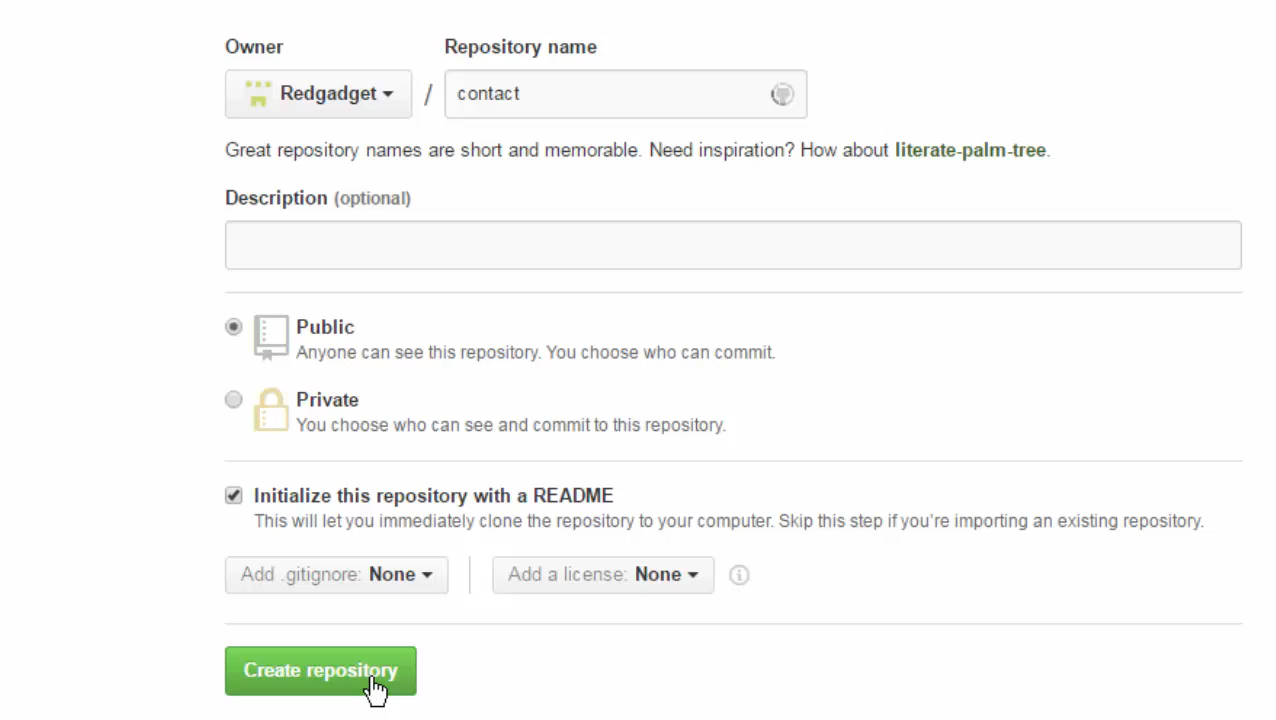 Owner Repository name
Redgadget / contact
Great repository names are short and memorable. Need inspiration? How about literate-palm-tree.
Description (optional)
Public
Anyone can see this repository. You choose who can commit.
Private
You choose who can see and commit to this repository.
Initialize this repository with a README
This will let you immediately clone the repository to your computer. Skip this step if you’re importing an existing repository.
Add .gitignore: None Add a license: None
Create repository